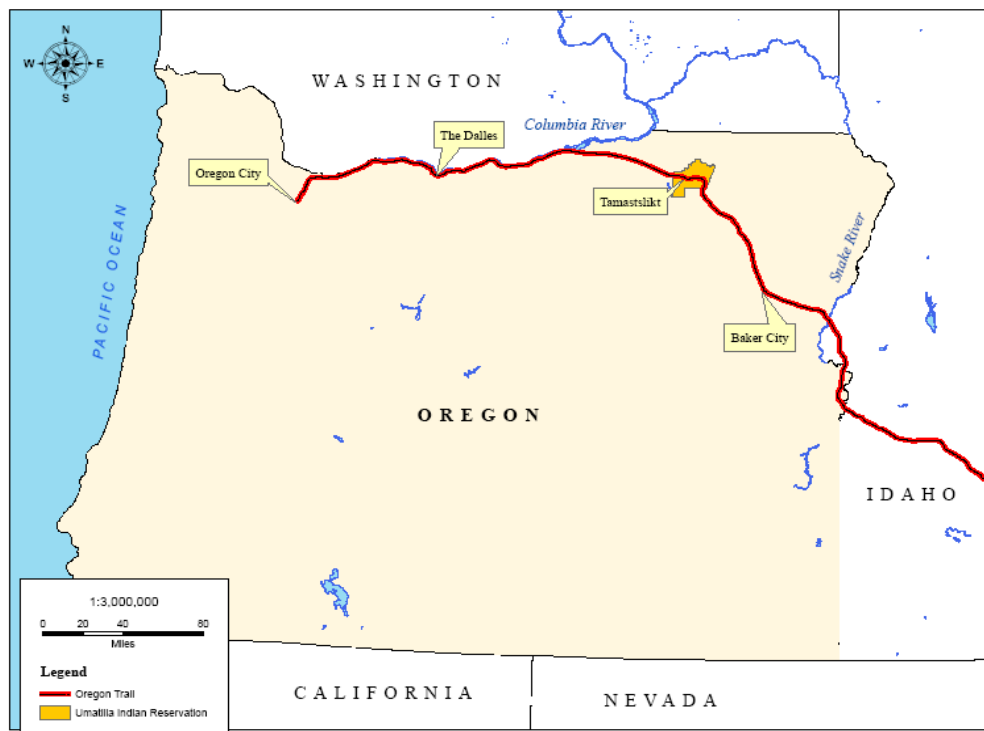 N
W E
S
WASHINGTON
Columbia River
The Dalles
Oregon City
Tamastslikt
PACIFIC OCEAN
Snake River
Baker City
OREGON
IDAHO
1:3,000,000
0 20 40 80
Miles
Legend
Oregon Trail
Umatilla Indian Reservation
CALIFORNIA
NEVADA